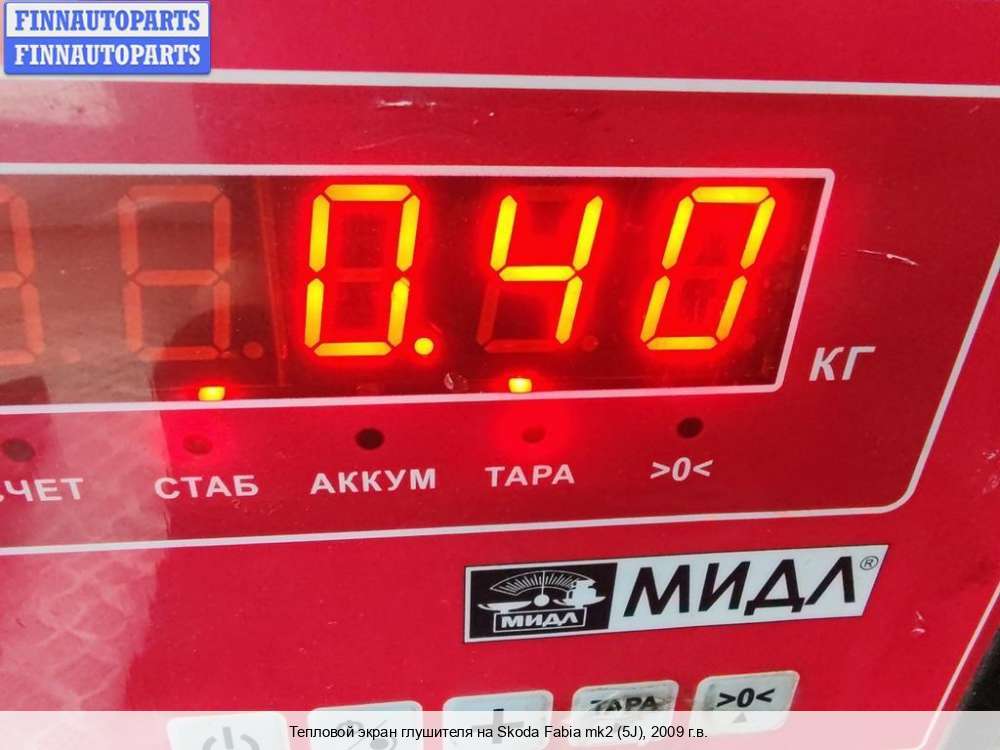 FINNAUTOPARTS
FINNAUTOPARTS
0.40
КГ
ЧЕТ СТАБ АККУМ ТАРА >0<
МИДЛ МИДЛ®
ТАРА >0<
Тепловой экран глушителя на Skoda Fabia mk2 (5J), 2009 г.в.